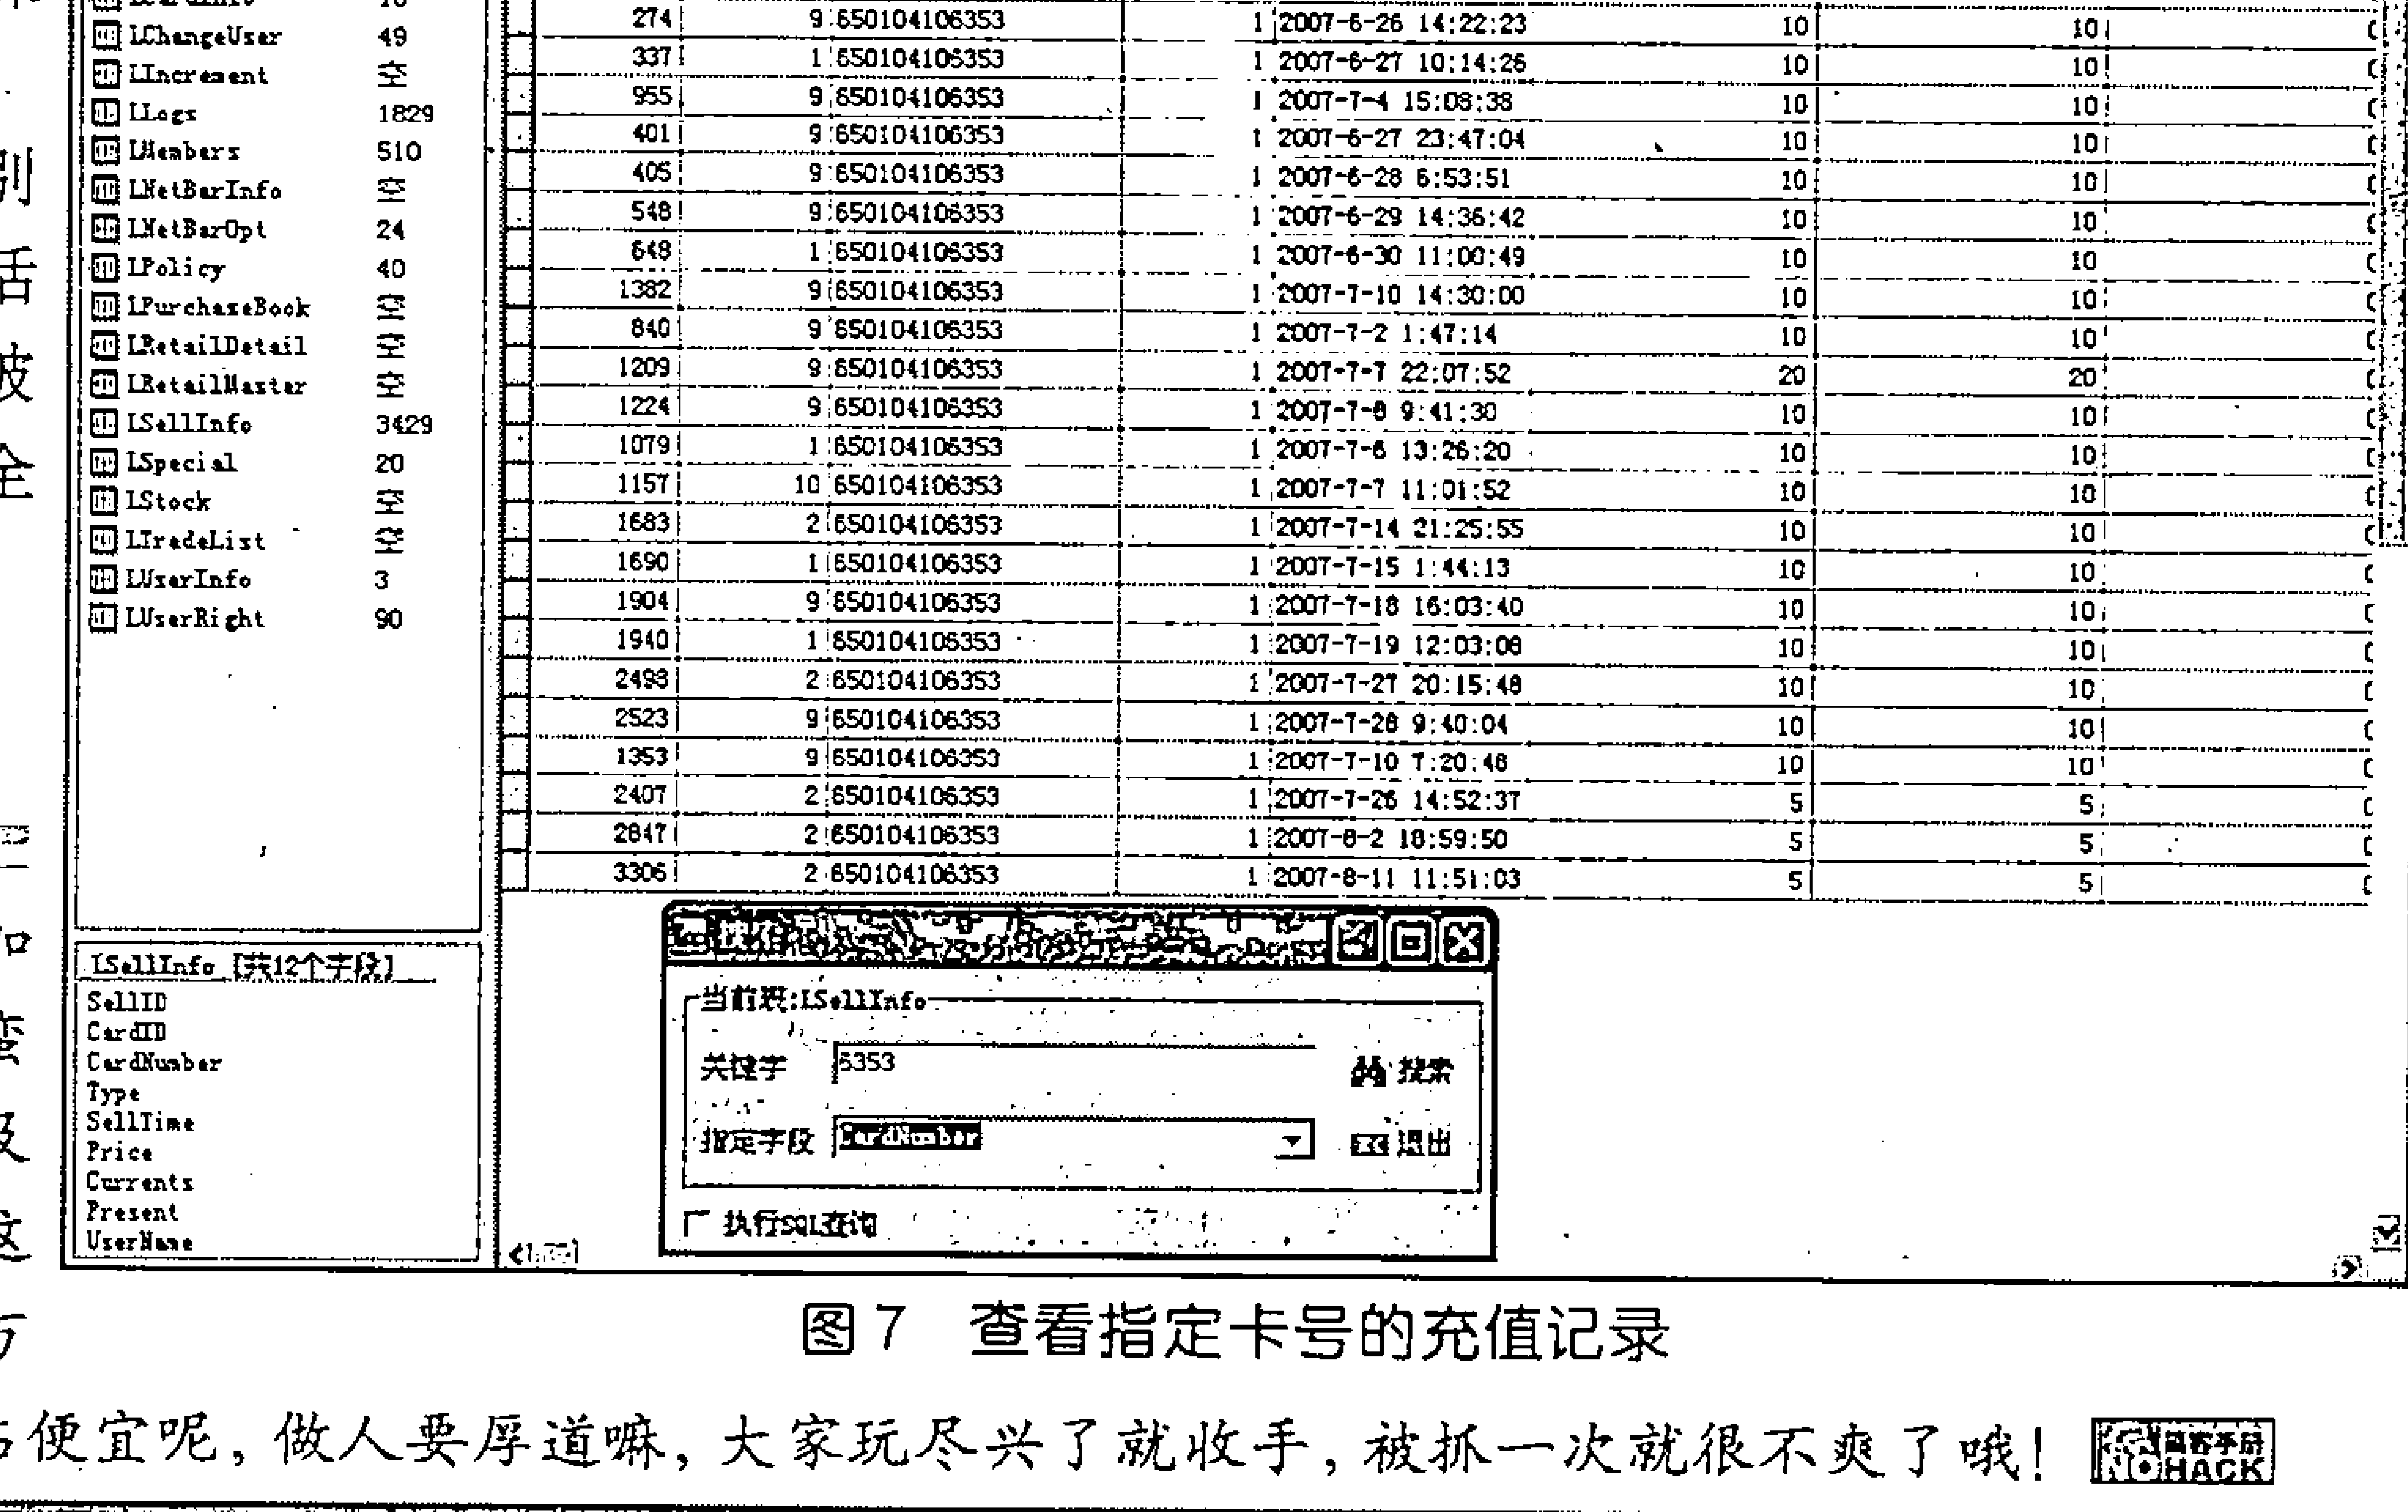 LChangeUser 49
LIncrement 空
LLogs 1829
LMembers 510
LNetBarInfo 空
LNetBarOpt 24
LPolicy 40
LPurchaseBook 空
LRetailDetail 空
LRetailMaster 空
LSellInfo 3429
LSpecial 20
LStock 空
LTradeList 空
LUserInfo 3
LUserRight 90
274 9 650104106353 1 2007-6-26 14:22:23 10 10
337 1 650104106353 1 2007-6-27 10:14:26 10 10
955 9 650104106353 1 2007-7-4 15:08:38 10 10
401 9 650104106353 1 2007-6-27 23:47:04 10 10
405 9 650104106353 1 2007-6-28 6:53:51 10 10
548 9 650104106353 1 2007-6-29 14:36:42 10 10
648 1 650104106353 1 2007-6-30 11:00:49 10 10
1382 9 650104106353 1 2007-7-10 14:30:00 10 10
840 9 650104106353 1 2007-7-2 1:47:14 10 10
1209 9 650104106353 1 2007-7-7 22:07:52 20 20
1224 9 650104106353 1 2007-7-8 9:41:30 10 10
1079 1 650104106353 1 2007-7-6 13:26:20 10 10
1157 10 650104106353 1 2007-7-7 11:01:52 10 10
1683 2 650104106353 1 2007-7-14 21:25:55 10 10
1690 1 650104106353 1 2007-7-15 1:44:13 10 10
1904 9 650104106353 1 2007-7-18 16:03:40 10 10
1940 1 650104106353 1 2007-7-19 12:03:08 10 10
2498 2 650104106353 1 2007-7-27 20:15:48 10 10
2523 9 650104106353 1 2007-7-28 9:40:04 10 10
1353 9 650104106353 1 2007-7-10 7:20:48 10 10
2407 2 650104106353 1 2007-7-26 14:52:37 5 5
2847 2 650104106353 1 2007-8-2 18:59:50 5 5
3306 2 650104106353 1 2007-8-11 11:51:03 5 5
LSellInfo [共12个字段]
SellID
CardID
CardNumber
Type
SellTime
Price
Currents
Present
UserName
当前表:LSellInfo
关键字 6353 搜索
指定字段 CardNumber 退出
执行SQL查询
图7 查看指定卡号的充值记录
便宜呢,做人要厚道嘛,大家玩尽兴了就收手,被抓一次就很不爽了哦!
黑客手册
HACK